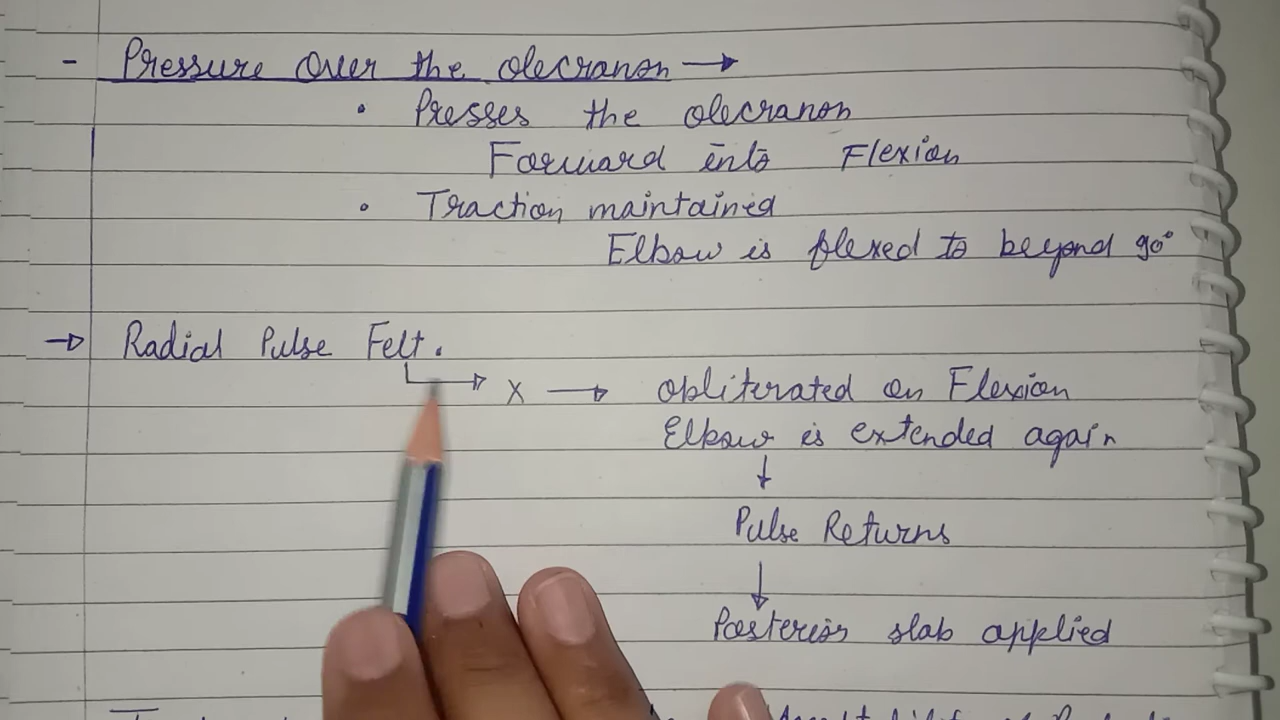 - Pressure Over the olecranon →
• Presses the olecranon
Forward into Flexion
• Traction maintained
Elbow is flexed to beyond 90°
→ Radial Pulse Felt.
→ X → obliterated on Flexion
Elbow is extended again
↓
Pulse Returns
↓
Posterior slab applied